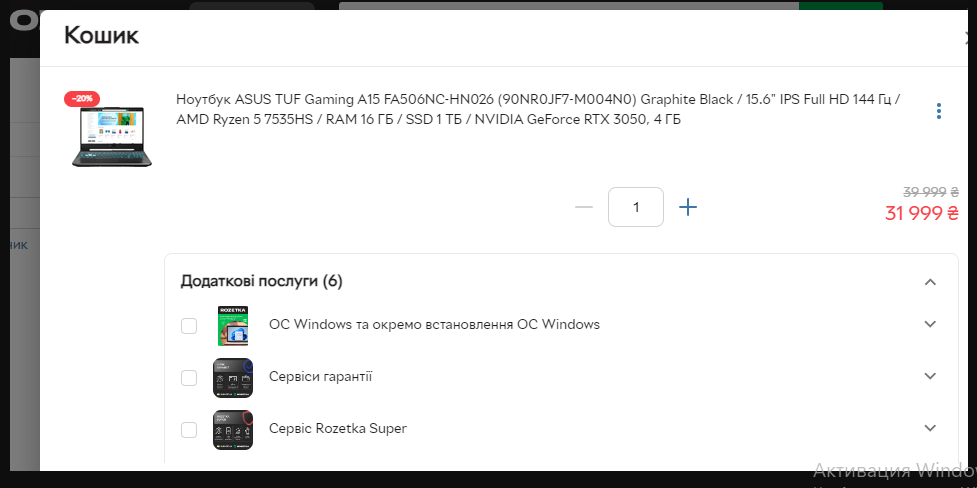 Кошик
-20%
Ноутбук ASUS TUF Gaming A15 FA506NC-HN026 (90NR0JF7-M004N0) Graphite Black / 15.6" IPS Full HD 144 Гц /
AMD Ryzen 5 7535HS / RAM 16 ГБ / SSD 1 ТБ / NVIDIA GeForce RTX 3050, 4 ГБ
1
39 999 ₴
31 999 ₴
Додаткові послуги (6)
ROZETKA
ОС Windows та окремо встановлення ОС Windows
Сервіси гарантії
Сервіс Rozetka Super
Активация Windo